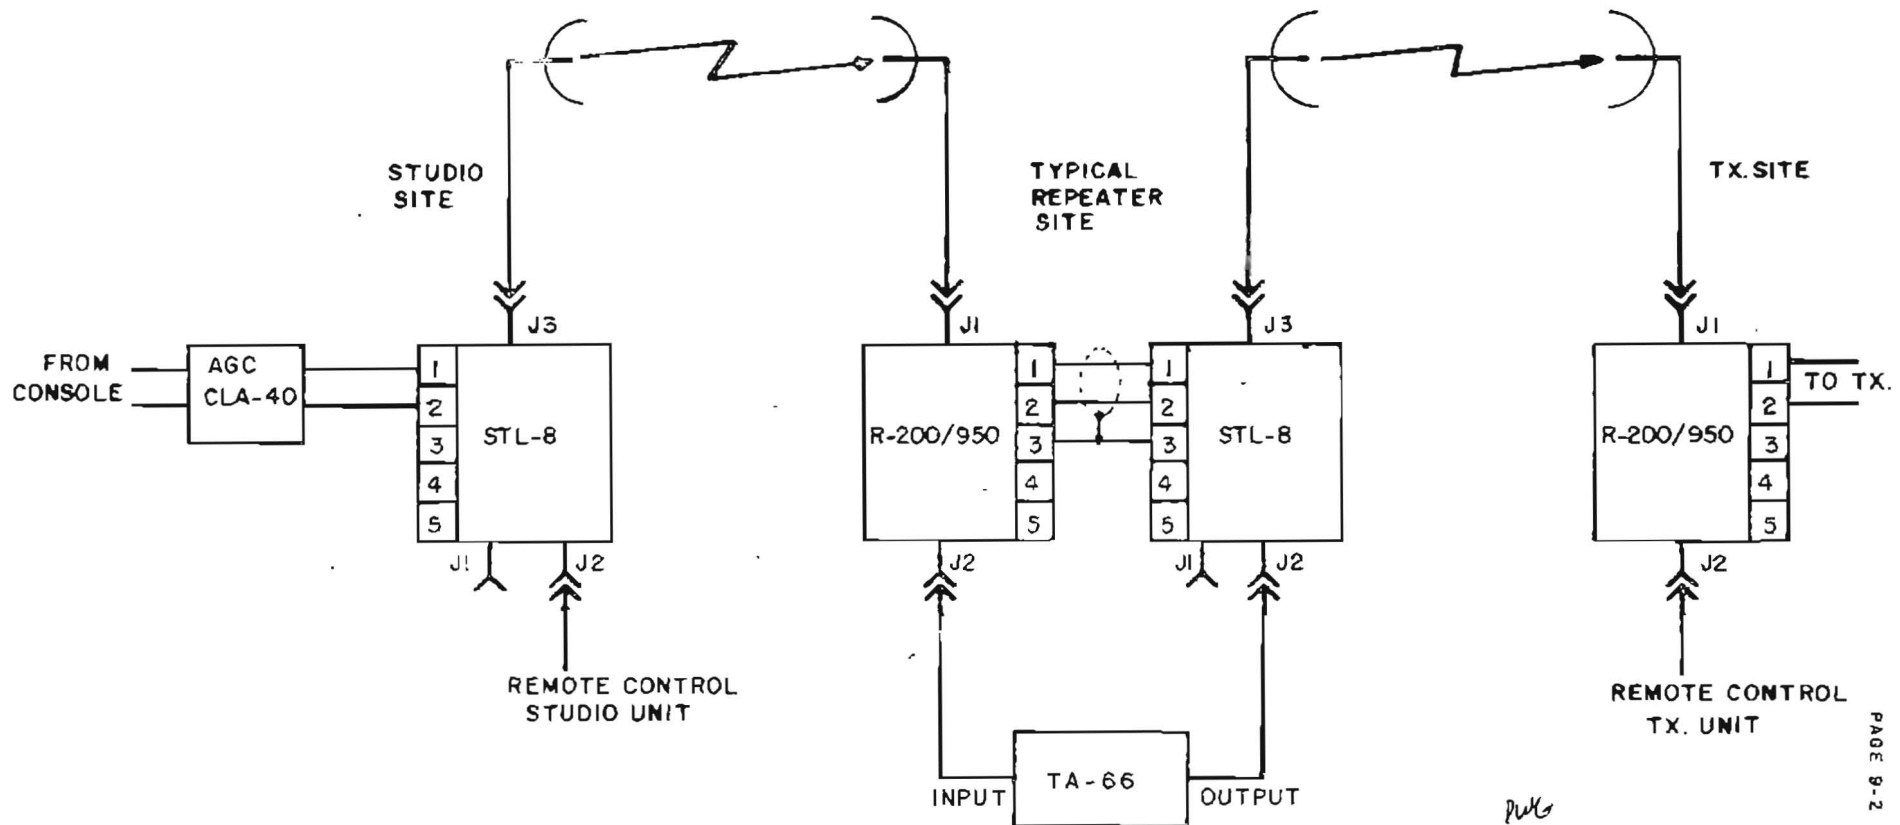 STUDIO
SITE
TYPICAL
REPEATER
SITE
TX. SITE
J3
J1
J3
J1
FROM
CONSOLE
AGC
CLA-40
1
2
3
4
5
STL-8
J1
J2
REMOTE CONTROL
STUDIO UNIT
R-200/950
1
2
3
4
5
J2
1
2
3
4
5
STL-8
J1
J2
INPUT
TA-66
OUTPUT
R-200/950
1
2
3
4
5
TO TX.
J2
REMOTE CONTROL
TX. UNIT
PAGE 9-2